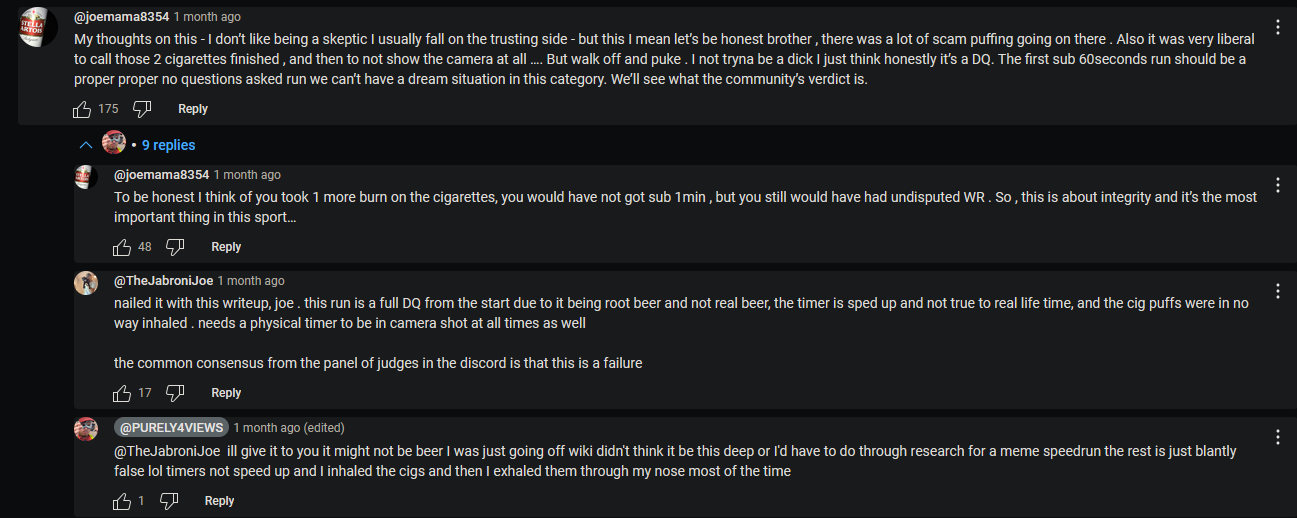 @joemama8354 1 month ago
My thoughts on this - I don't like being a skeptic I usually fall on the trusting side - but this I mean let's be honest brother , there was a lot of scam puffing going on there . Also it was very liberal
to call those 2 cigarettes finished , and then to not show the camera at all .... But walk off and puke . I not tryna be a dick I just think honestly it's a DQ. The first sub 60seconds run should be a
proper proper no questions asked run we can't have a dream situation in this category. We'll see what the community's verdict is.
175 Reply
• 9 replies
@joemama8354 1 month ago
To be honest I think of you took 1 more burn on the cigarettes, you would have not got sub 1min , but you still would have had undisputed WR . So , this is about integrity and it's the most
important thing in this sport...
48 Reply
@TheJabroniJoe 1 month ago
nailed it with this writeup, joe . this run is a full DQ from the start due to it being root beer and not real beer, the timer is sped up and not true to real life time, and the cig puffs were in no
way inhaled . needs a physical timer to be in camera shot at all times as well
the common consensus from the panel of judges in the discord is that this is a failure
17 Reply
@PURELY4VIEWS 1 month ago (edited)
@TheJabroniJoe ill give it to you it might not be beer I was just going off wiki didn't think it be this deep or I'd have to do through research for a meme speedrun the rest is just blantly
false lol timers not speed up and I inhaled the cigs and then I exhaled them through my nose most of the time
1 Reply